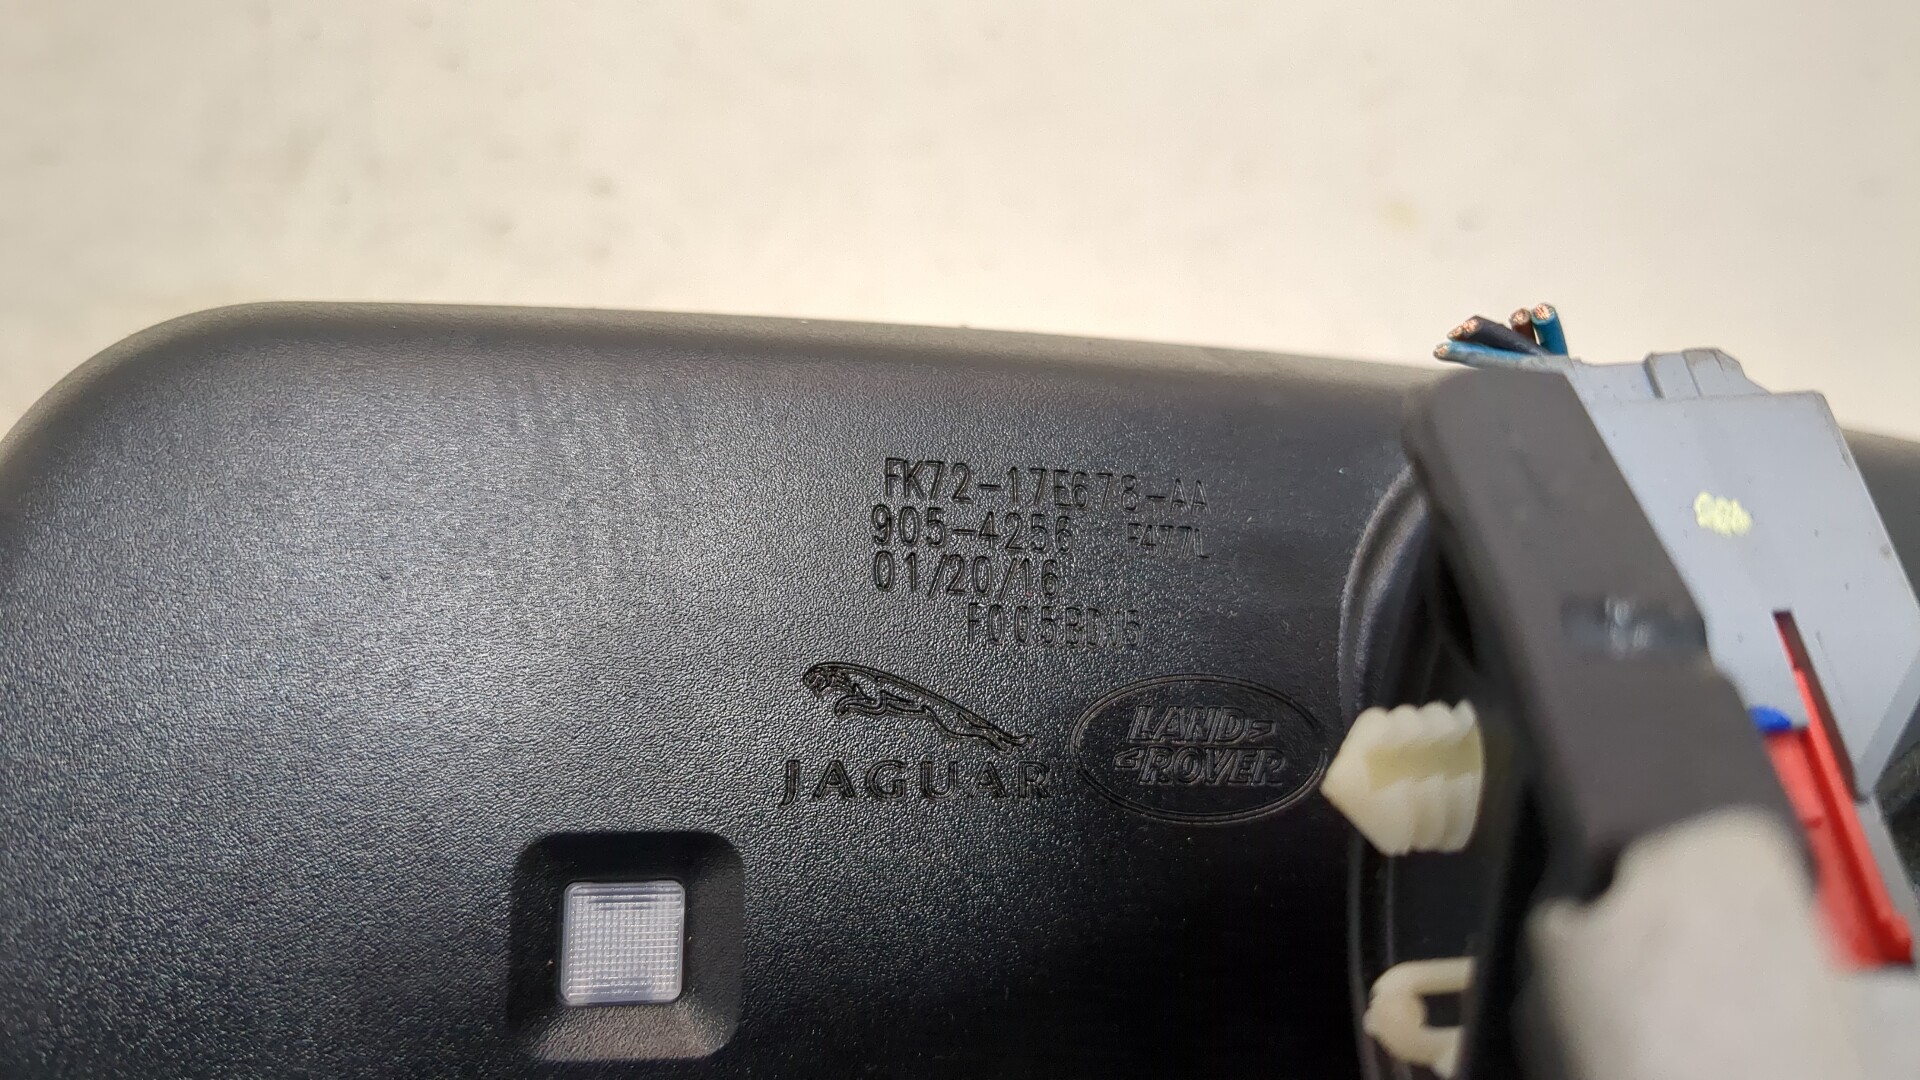 FK72-17E678-AA
905-4256 F477L
01/20/16
JAGUAR
LAND
ROVER